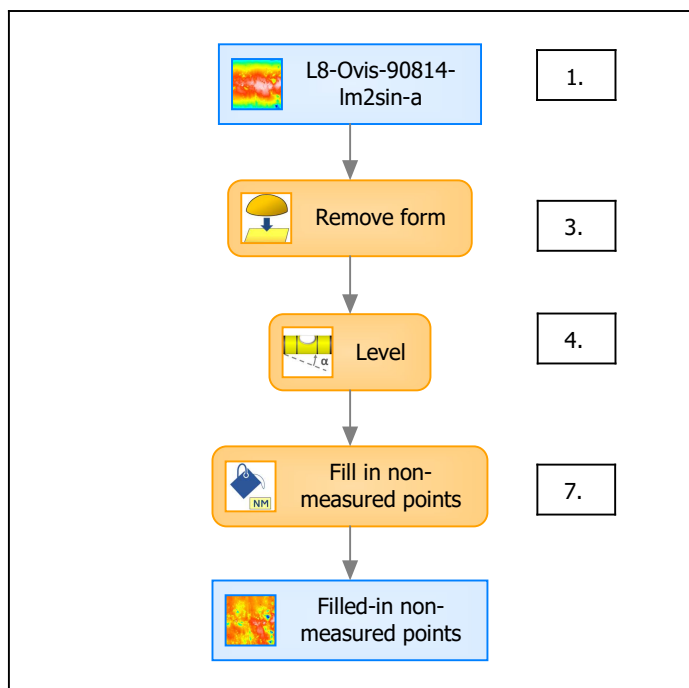 L8-Ovis-90814-
lm2sin-a
1.
Remove form
3.
Level
α
4.
Fill in non-
measured points
NM
7.
Filled-in non-
measured points